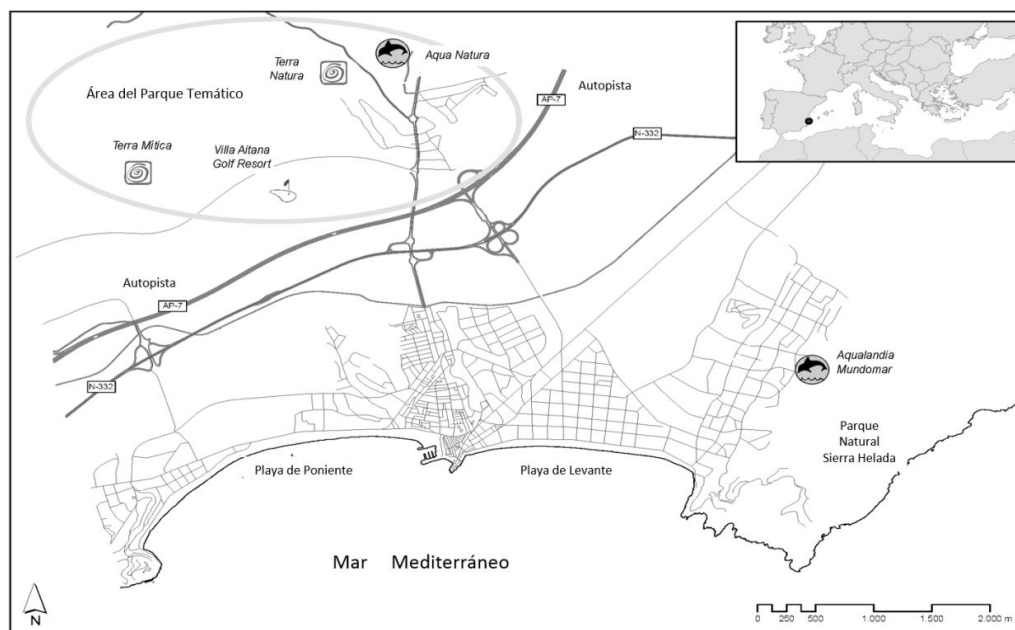 Terra
Natura
Aqua Natura
Área del Parque Temático
Autopista
AP-7
N-332
Terra Mítica
Villa Aitana
Golf Resort
Autopista
AP-7
N-332
Aqualandia
Mundomar
Parque
Natural
Sierra Helada
Playa de Poniente
Playa de Levante
Mar Mediterráneo
N
0 250 500 1.000 1.500 2.000 m